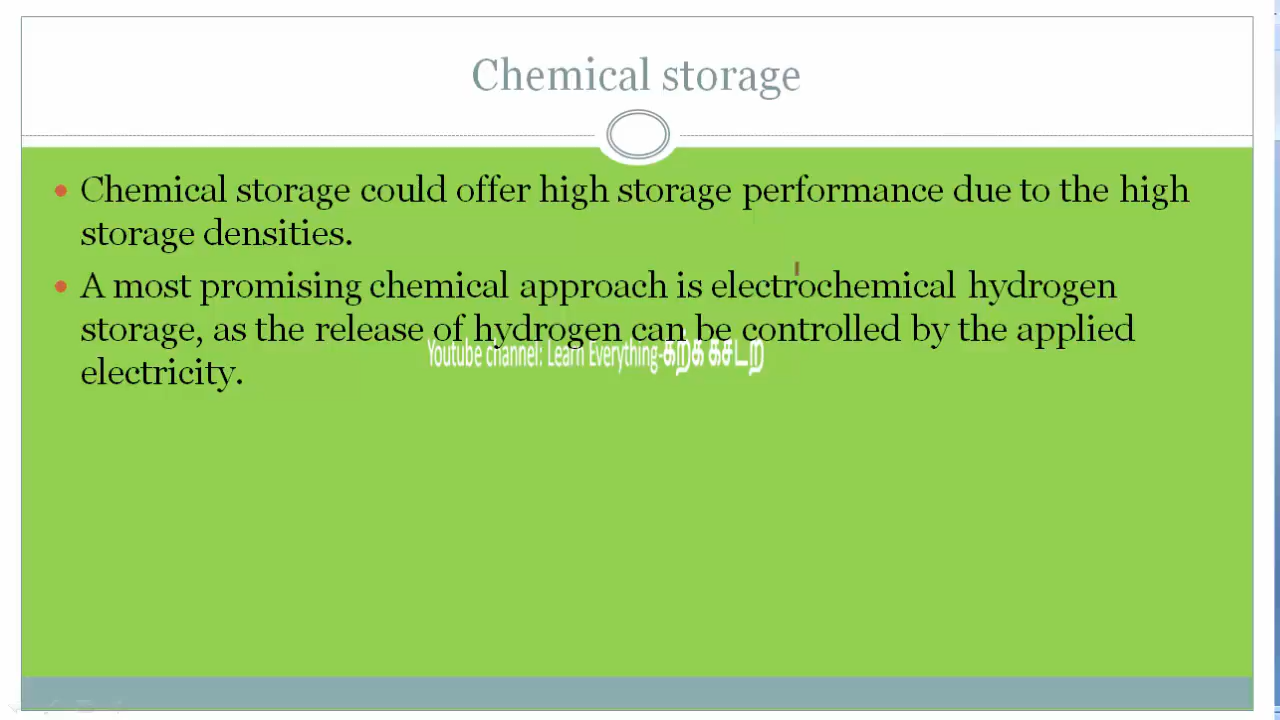 Chemical storage
• Chemical storage could offer high storage performance due to the high
storage densities.
• A most promising chemical approach is electrochemical hydrogen
storage, as the release of hydrogen can be controlled by the applied
Youtube channel: Learn Everything-கற்க கசடற
electricity.